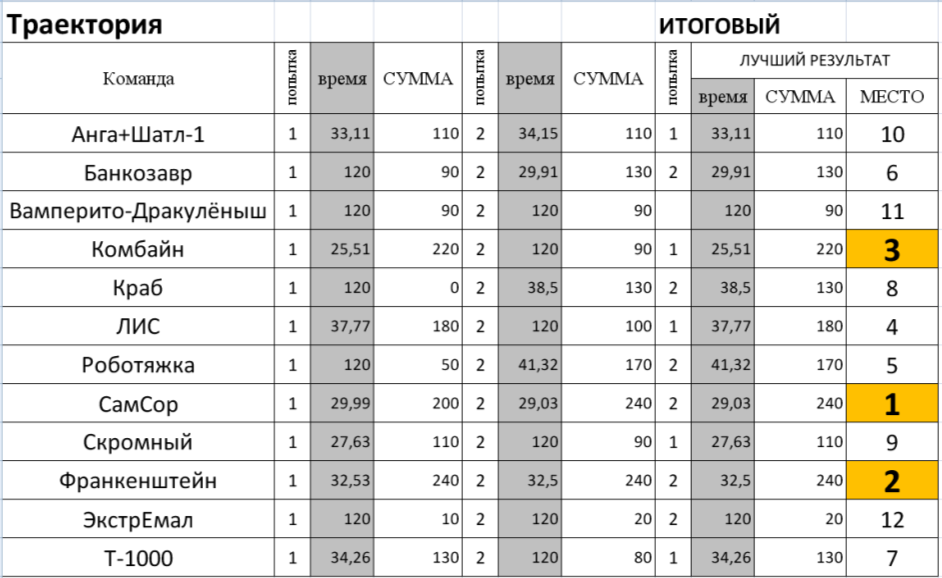 Траектория ИТОГОВЫЙ
Команда попытка время СУММА попытка время СУММА попытка ЛУЧШИЙ РЕЗУЛЬТАТ
время СУММА МЕСТО
Анга+Шатл-1 1 33,11 110 2 34,15 110 1 33,11 110 10
Банкозавр 1 120 90 2 29,91 130 2 29,91 130 6
Вамперито-Дракулёныш 1 120 90 2 120 90 120 90 11
Комбайн 1 25,51 220 2 120 90 1 25,51 220 3
Краб 1 120 0 2 38,5 130 2 38,5 130 8
ЛИС 1 37,77 180 2 120 100 1 37,77 180 4
Роботяжка 1 120 50 2 41,32 170 2 41,32 170 5
СамСор 1 29,99 200 2 29,03 240 2 29,03 240 1
Скромный 1 27,63 110 2 120 90 1 27,63 110 9
Франкенштейн 1 32,53 240 2 32,5 240 2 32,5 240 2
ЭкстрЕмал 1 120 10 2 120 20 2 120 20 12
Т-1000 1 34,26 130 2 120 80 1 34,26 130 7